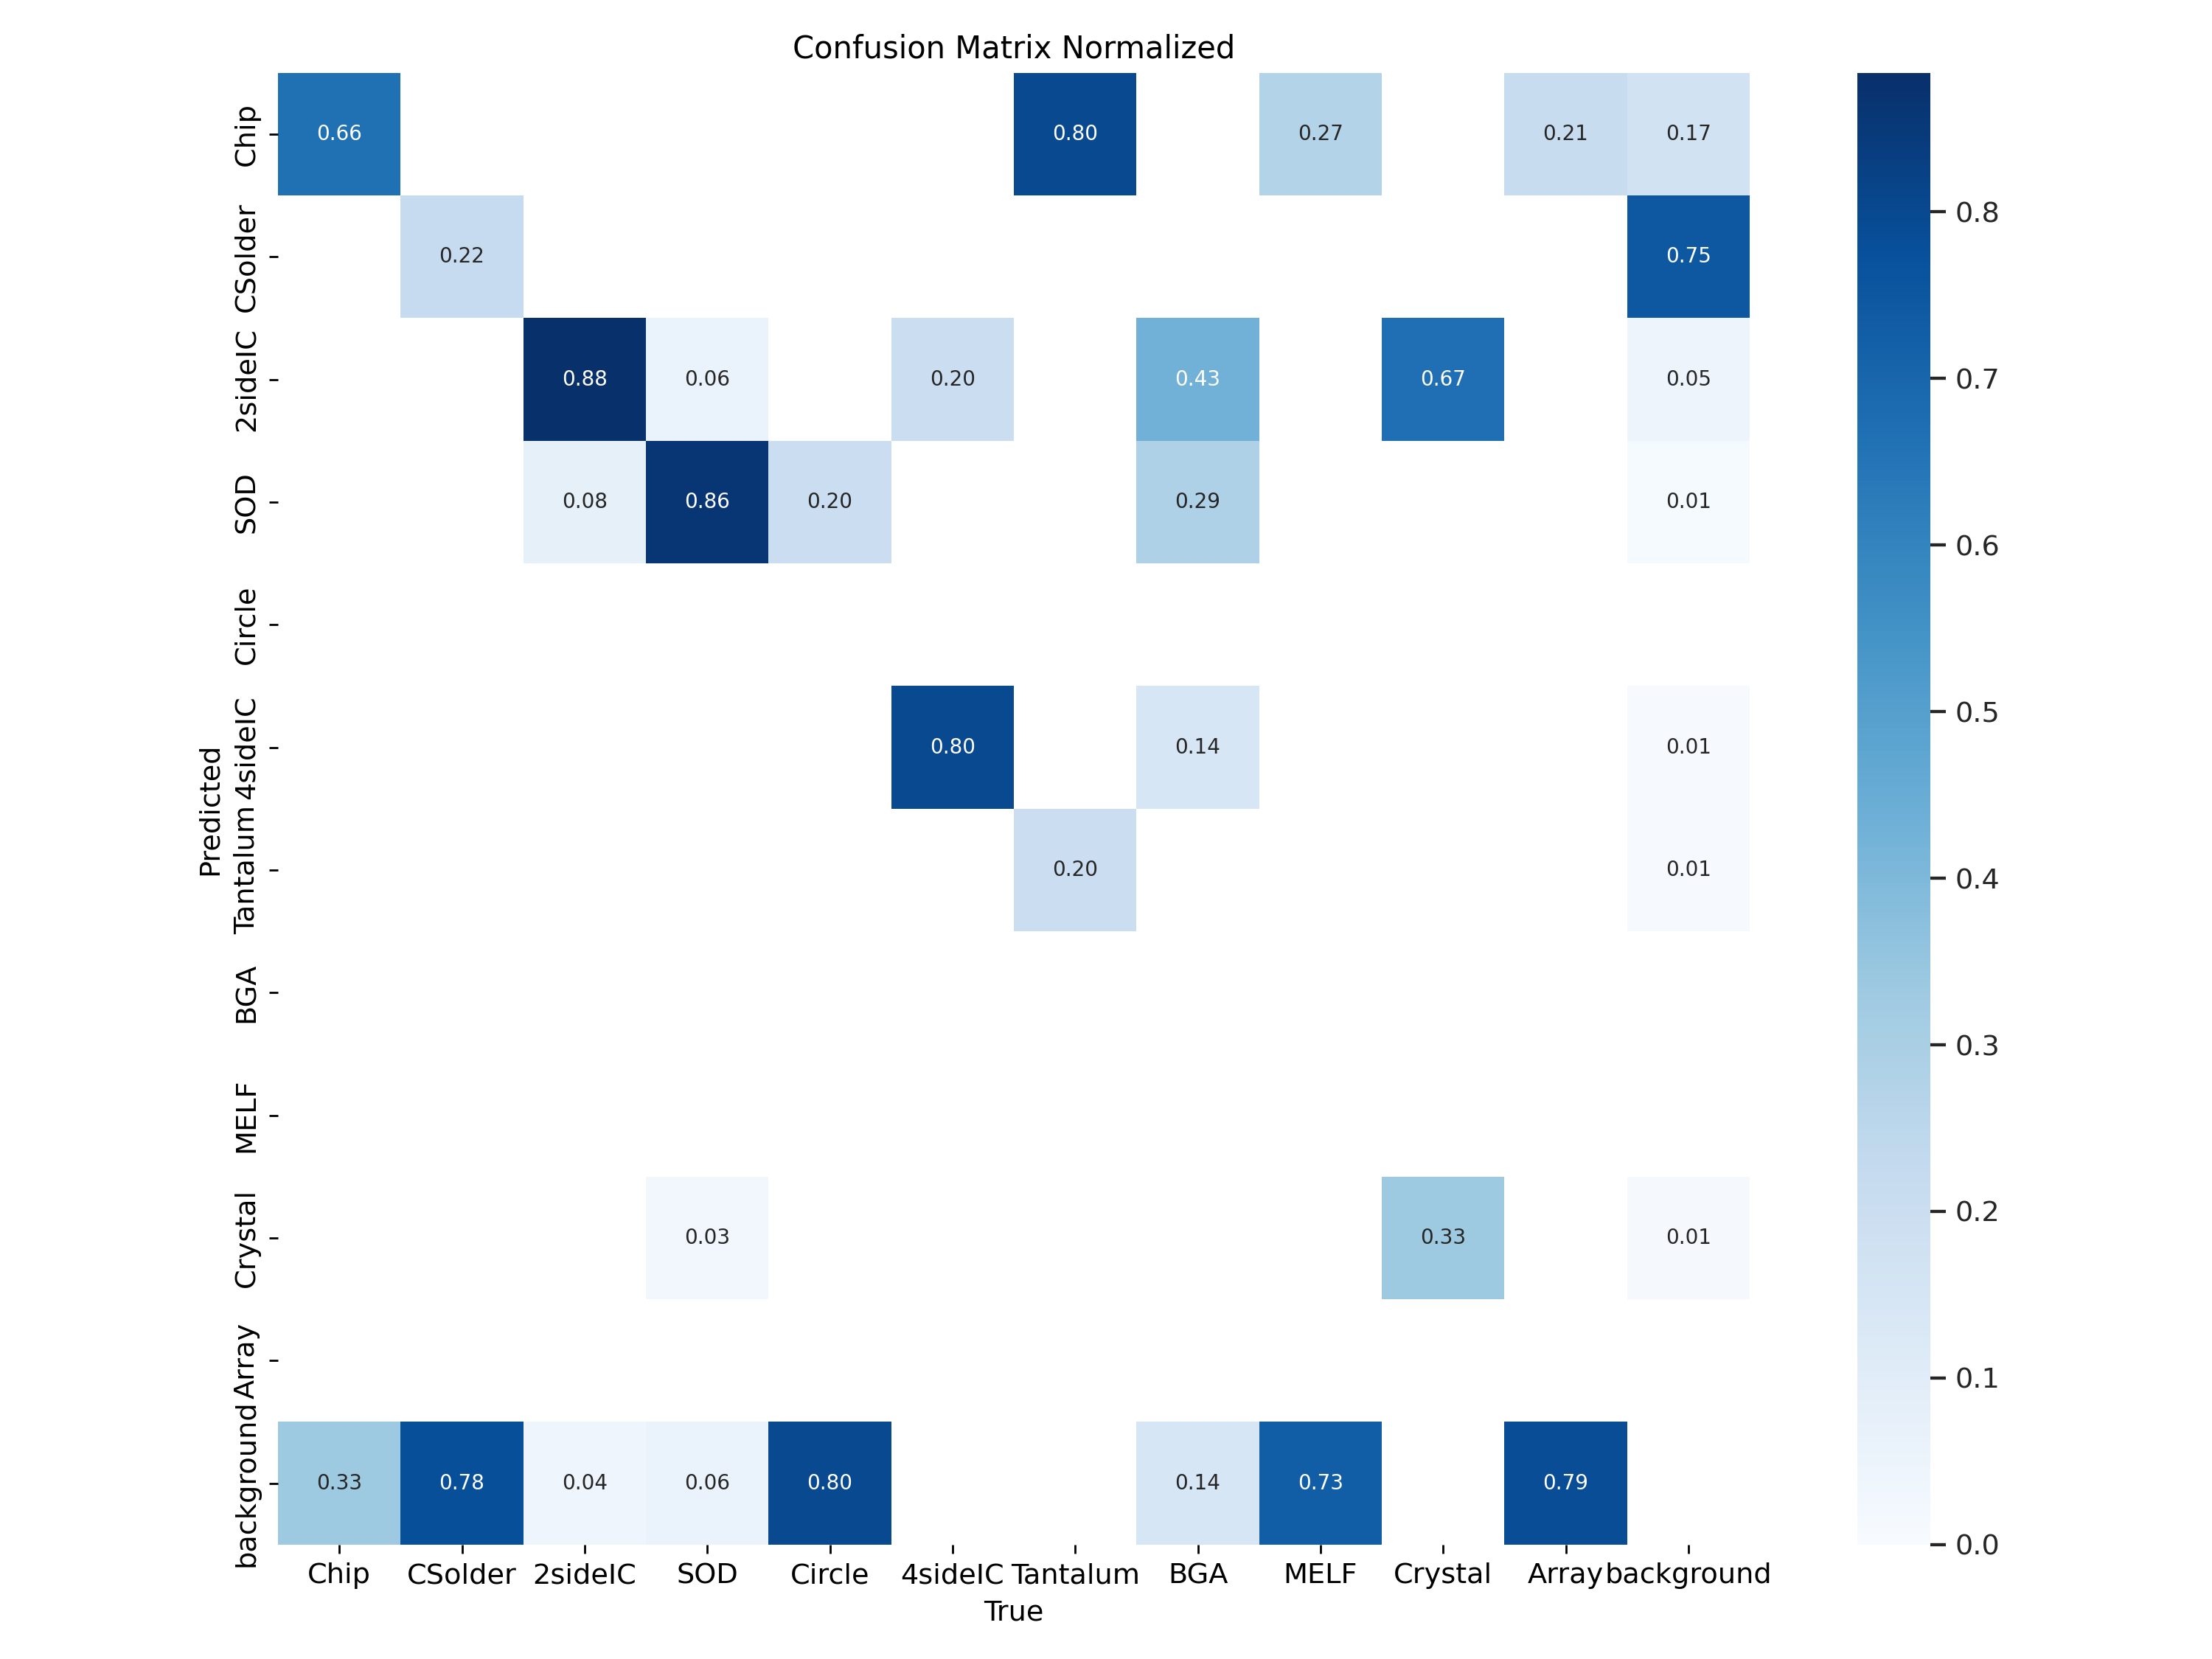 Confusion Matrix Normalized
Chip
0.66
0.80
0.27
0.21
0.17
CSolder
0.22
0.75
2sideIC
0.88
0.06
0.20
0.43
0.67
0.05
SOD
0.08
0.86
0.20
0.29
0.01
Circle
4sideIC
0.80
0.14
0.01
Tantalum
0.20
0.01
BGA
MELF
Crystal
0.03
0.33
0.01
Array
background
0.33
0.78
0.04
0.06
0.80
0.14
0.73
0.79
Predicted
Chip
CSolder
2sideIC
SOD
Circle
4sideIC
Tantalum
BGA
MELF
Crystal
Array
background
True
0.8
0.7
0.6
0.5
0.4
0.3
0.2
0.1
0.0